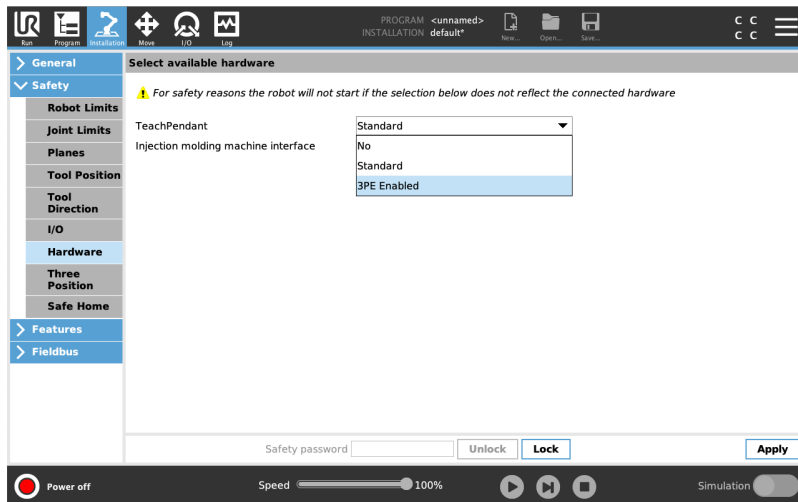 UR
Run
Program
Installation
Move
I/O
Log
PROGRAM <unnamed>
INSTALLATION default*
New...
Open...
Save...
C C
C C
General
Safety
Robot Limits
Joint Limits
Planes
Tool Position
Tool
Direction
I/O
Hardware
Three
Position
Safe Home
Features
Fieldbus
Select available hardware
For safety reasons the robot will not start if the selection below does not reflect the connected hardware
TeachPendant Standard
Injection molding machine interface No
Standard
3PE Enabled
Safety password Unlock Lock Apply
Power off Speed 100% Simulation